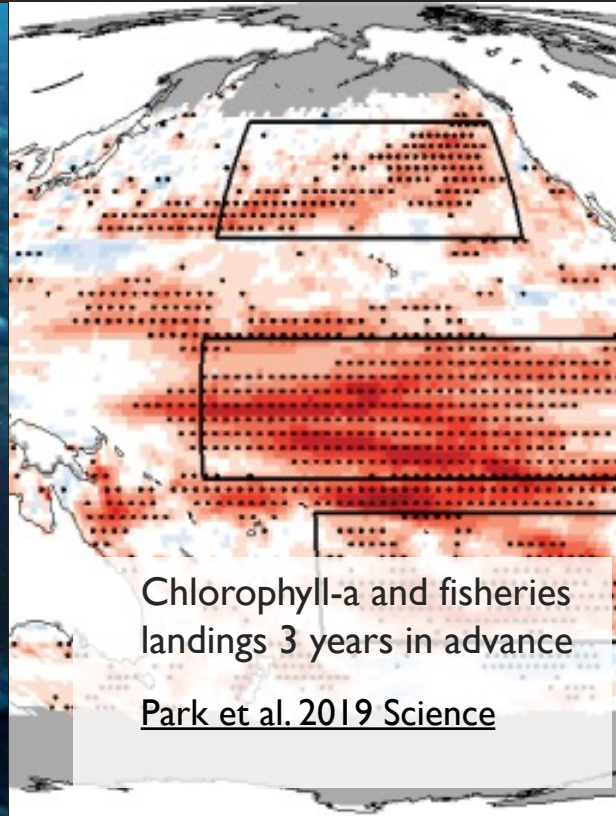 Chlorophyll-a and fisheries
landings 3 years in advance
Park et al. 2019 Science